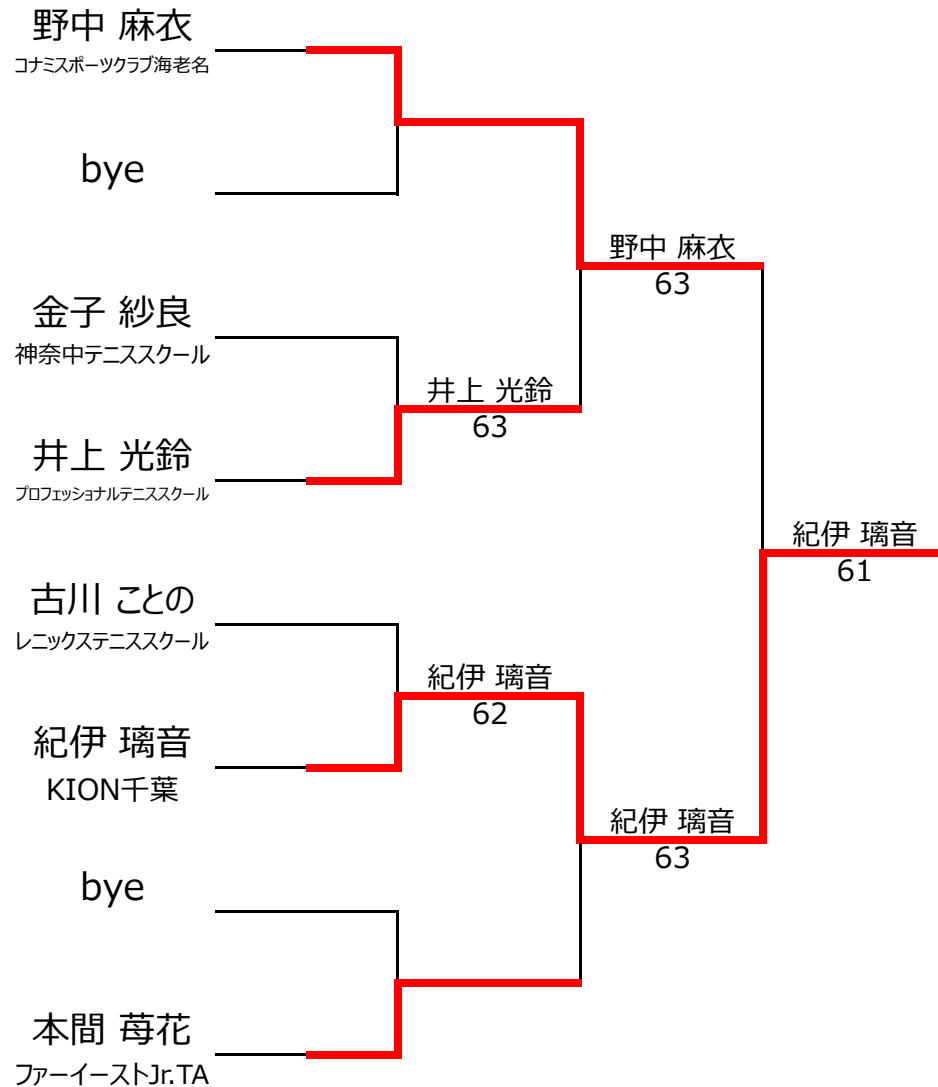 野中 麻衣
コナミスポーツクラブ海老名
bye
金子 紗良
神奈中テニススクール
井上 光鈴
プロフェッショナルテニススクール
古川 ことの
レニックステニススクール
紀伊 璃音
KION千葉
bye
本間 苺花
ファーイーストJr.TA
井上 光鈴
63
紀伊 璃音
62
野中 麻衣
63
紀伊 璃音
63
紀伊 璃音
61